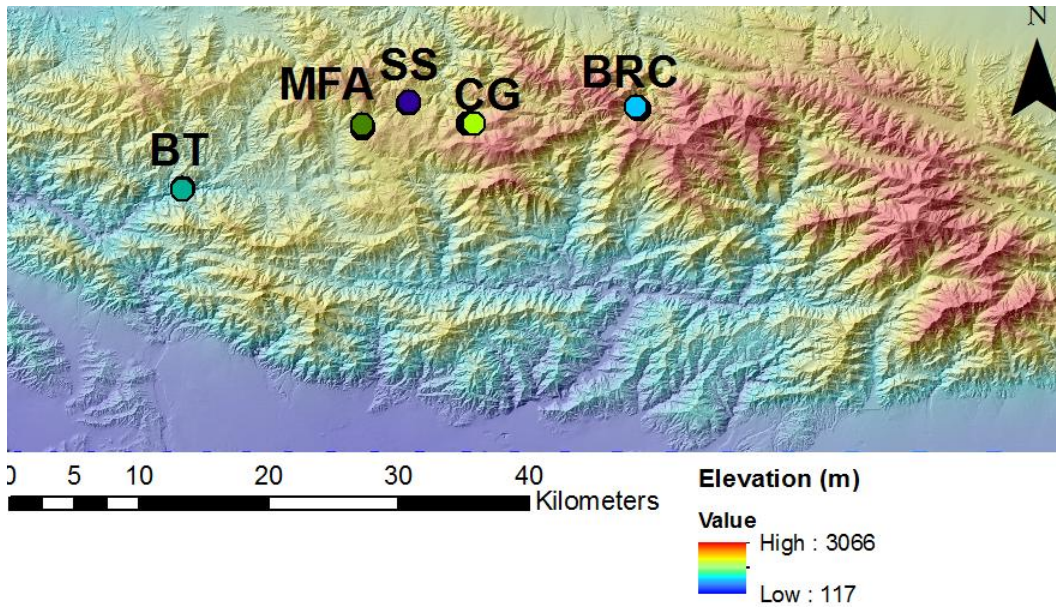 N
SS
BRC
MFA
CG
BT
0 5 10 20 30 40
Kilometers
Elevation (m)
Value
High : 3066
Low : 117